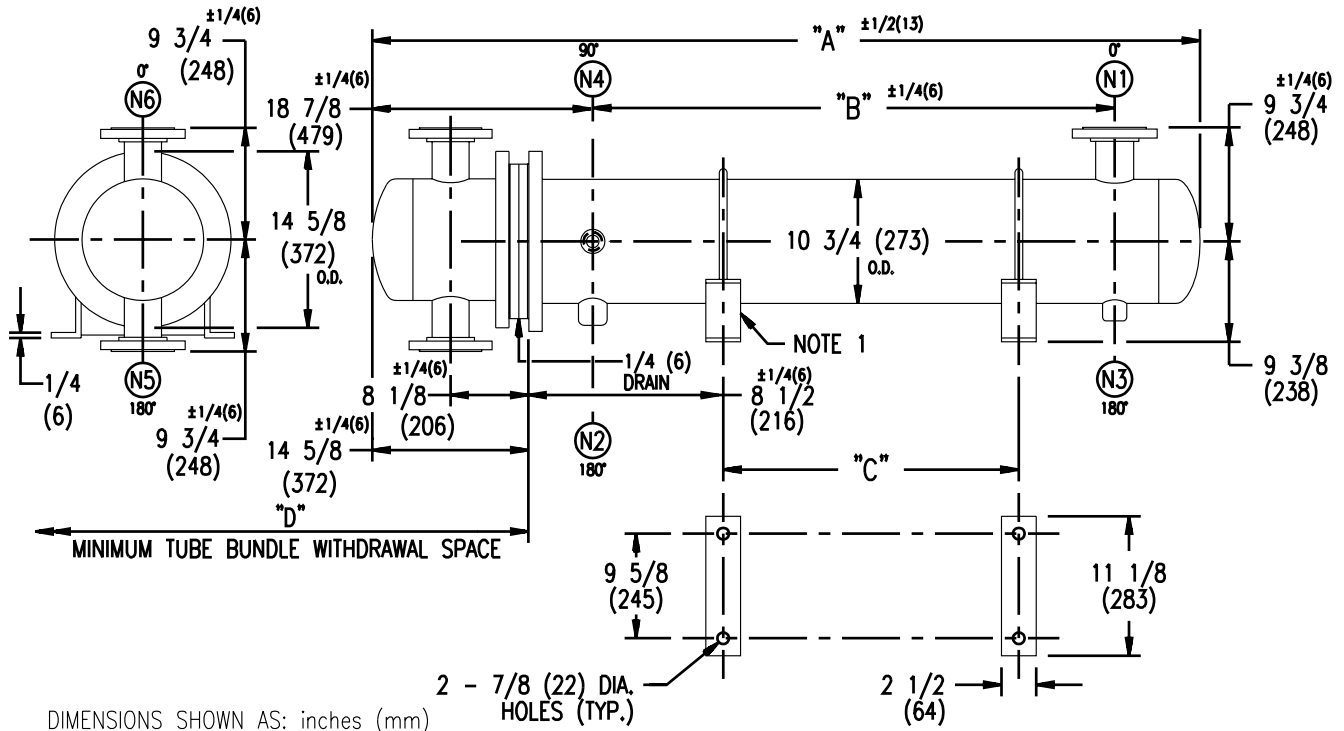 ±1/4(6)
9 3/4
(248)
0°
N6
±1/4(6)
18 7/8
(479)
90°
N4
"A" ±1/2(13)
"B" ±1/4(6)
0°
N1
±1/4(6)
9 3/4
(248)
14 5/8
(372)
O.D.
10 3/4 (273)
O.D.
NOTE 1
1/4
(6)
N5
180°
±1/4(6)
9 3/4
(248)
±1/4(6)
8 1/8
(206)
1/4 (6)
DRAIN
±1/4(6)
8 1/2
(216)
N3
180°
9 3/8
(238)
±1/4(6)
14 5/8
(372)
N2
180°
"C"
"D"
MINIMUM TUBE BUNDLE WITHDRAWAL SPACE
9 5/8
(245)
11 1/8
(283)
2 - 7/8 (22) DIA.
HOLES (TYP.)
2 1/2
(64)
DIMENSIONS SHOWN AS: inches (mm)